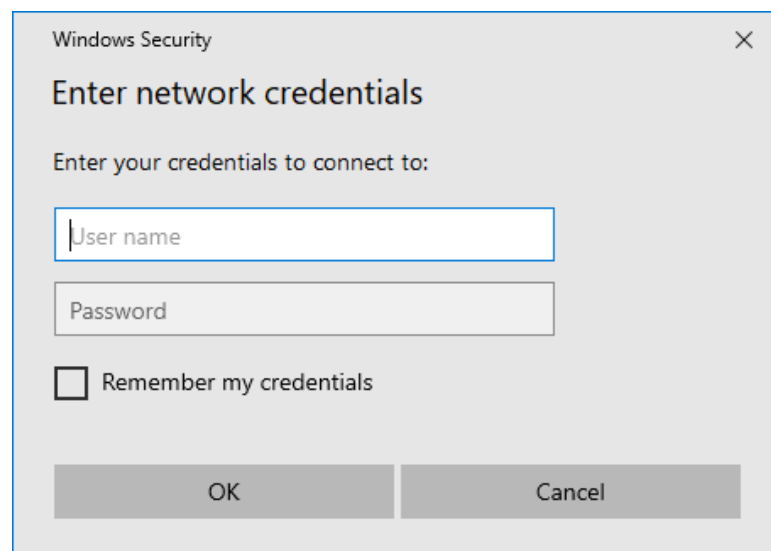 Windows Security
Enter network credentials
Enter your credentials to connect to:
User name
Password
Remember my credentials
OK
Cancel